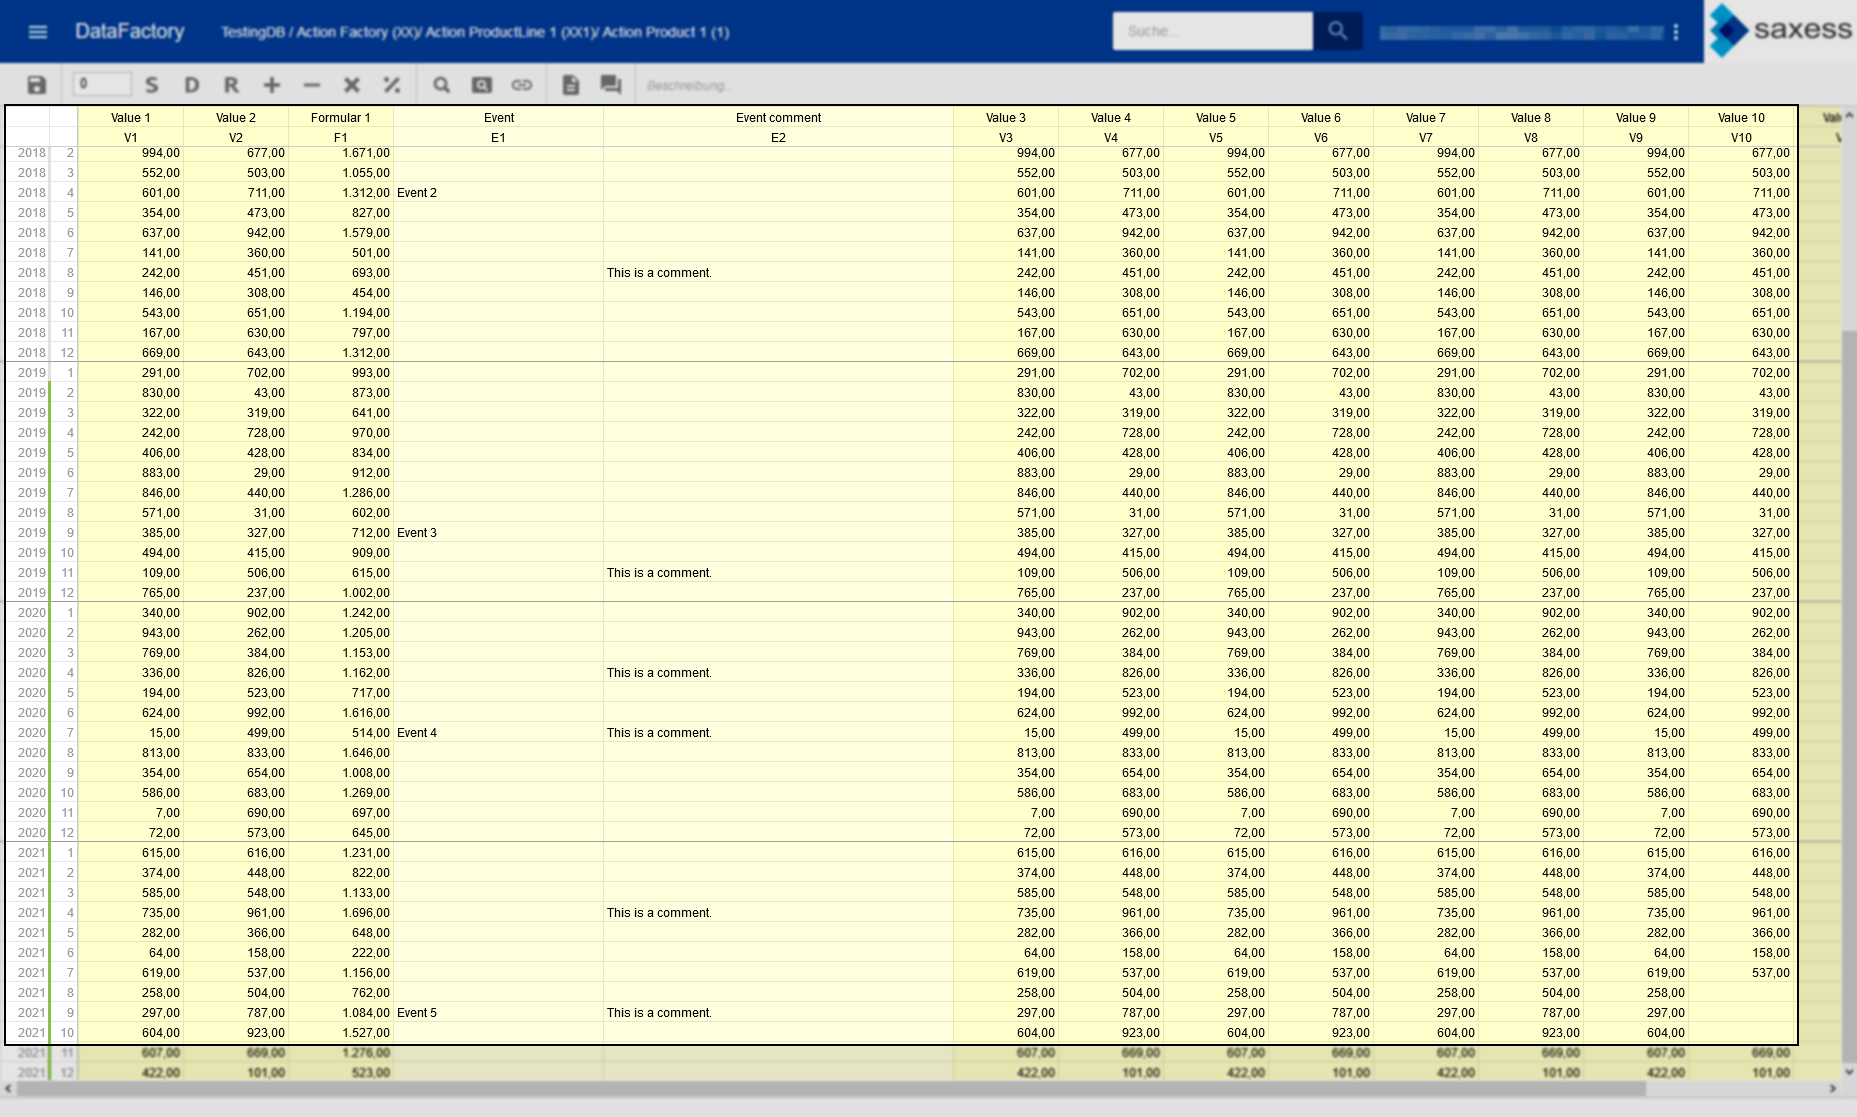 DataFactory TestingDB / Action Factory (XX)/ Action ProductLine 1 (XX1)/ Action Product 1 (1) Suche... saxess
0 S D R Beschreibung...
Value 1 Value 2 Formular 1 Event Event comment Value 3 Value 4 Value 5 Value 6 Value 7 Value 8 Value 9 Value 10
V1 V2 F1 E1 E2 V3 V4 V5 V6 V7 V8 V9 V10
2018 2 994,00 677,00 1.671,00 994,00 677,00 994,00 677,00 994,00 677,00 994,00 677,00
2018 3 552,00 503,00 1.055,00 552,00 503,00 552,00 503,00 552,00 503,00 552,00 503,00
2018 4 601,00 711,00 1.312,00 Event 2 601,00 711,00 601,00 711,00 601,00 711,00 601,00 711,00
2018 5 354,00 473,00 827,00 354,00 473,00 354,00 473,00 354,00 473,00 354,00 473,00
2018 6 637,00 942,00 1.579,00 637,00 942,00 637,00 942,00 637,00 942,00 637,00 942,00
2018 7 141,00 360,00 501,00 141,00 360,00 141,00 360,00 141,00 360,00 141,00 360,00
2018 8 242,00 451,00 693,00 This is a comment. 242,00 451,00 242,00 451,00 242,00 451,00 242,00 451,00
2018 9 146,00 308,00 454,00 146,00 308,00 146,00 308,00 146,00 308,00 146,00 308,00
2018 10 543,00 651,00 1.194,00 543,00 651,00 543,00 651,00 543,00 651,00 543,00 651,00
2018 11 167,00 630,00 797,00 167,00 630,00 167,00 630,00 167,00 630,00 167,00 630,00
2018 12 669,00 643,00 1.312,00 669,00 643,00 669,00 643,00 669,00 643,00 669,00 643,00
2019 1 291,00 702,00 993,00 291,00 702,00 291,00 702,00 291,00 702,00 291,00 702,00
2019 2 830,00 43,00 873,00 830,00 43,00 830,00 43,00 830,00 43,00 830,00 43,00
2019 3 322,00 319,00 641,00 322,00 319,00 322,00 319,00 322,00 319,00 322,00 319,00
2019 4 242,00 728,00 970,00 242,00 728,00 242,00 728,00 242,00 728,00 242,00 728,00
2019 5 406,00 428,00 834,00 406,00 428,00 406,00 428,00 406,00 428,00 406,00 428,00
2019 6 883,00 29,00 912,00 883,00 29,00 883,00 29,00 883,00 29,00 883,00 29,00
2019 7 846,00 440,00 1.286,00 846,00 440,00 846,00 440,00 846,00 440,00 846,00 440,00
2019 8 571,00 31,00 602,00 571,00 31,00 571,00 31,00 571,00 31,00 571,00 31,00
2019 9 385,00 327,00 712,00 Event 3 385,00 327,00 385,00 327,00 385,00 327,00 385,00 327,00
2019 10 494,00 415,00 909,00 494,00 415,00 494,00 415,00 494,00 415,00 494,00 415,00
2019 11 109,00 506,00 615,00 This is a comment. 109,00 506,00 109,00 506,00 109,00 506,00 109,00 506,00
2019 12 765,00 237,00 1.002,00 765,00 237,00 765,00 237,00 765,00 237,00 765,00 237,00
2020 1 340,00 902,00 1.242,00 340,00 902,00 340,00 902,00 340,00 902,00 340,00 902,00
2020 2 943,00 262,00 1.205,00 943,00 262,00 943,00 262,00 943,00 262,00 943,00 262,00
2020 3 769,00 384,00 1.153,00 769,00 384,00 769,00 384,00 769,00 384,00 769,00 384,00
2020 4 336,00 826,00 1.162,00 This is a comment. 336,00 826,00 336,00 826,00 336,00 826,00 336,00 826,00
2020 5 194,00 523,00 717,00 194,00 523,00 194,00 523,00 194,00 523,00 194,00 523,00
2020 6 624,00 992,00 1.616,00 624,00 992,00 624,00 992,00 624,00 992,00 624,00 992,00
2020 7 15,00 499,00 514,00 Event 4 This is a comment. 15,00 499,00 15,00 499,00 15,00 499,00 15,00 499,00
2020 8 813,00 833,00 1.646,00 813,00 833,00 813,00 833,00 813,00 833,00 813,00 833,00
2020 9 354,00 654,00 1.008,00 354,00 654,00 354,00 654,00 354,00 654,00 354,00 654,00
2020 10 586,00 683,00 1.269,00 586,00 683,00 586,00 683,00 586,00 683,00 586,00 683,00
2020 11 7,00 690,00 697,00 7,00 690,00 7,00 690,00 7,00 690,00 7,00 690,00
2020 12 72,00 573,00 645,00 72,00 573,00 72,00 573,00 72,00 573,00 72,00 573,00
2021 1 615,00 616,00 1.231,00 615,00 616,00 615,00 616,00 615,00 616,00 615,00 616,00
2021 2 374,00 448,00 822,00 374,00 448,00 374,00 448,00 374,00 448,00 374,00 448,00
2021 3 585,00 548,00 1.133,00 585,00 548,00 585,00 548,00 585,00 548,00 585,00 548,00
2021 4 735,00 961,00 1.696,00 This is a comment. 735,00 961,00 735,00 961,00 735,00 961,00 735,00 961,00
2021 5 282,00 366,00 648,00 282,00 366,00 282,00 366,00 282,00 366,00 282,00 366,00
2021 6 64,00 158,00 222,00 64,00 158,00 64,00 158,00 64,00 158,00 64,00 158,00
2021 7 619,00 537,00 1.156,00 619,00 537,00 619,00 537,00 619,00 537,00 619,00 537,00
2021 8 258,00 504,00 762,00 258,00 504,00 258,00 504,00 258,00 504,00 258,00
2021 9 297,00 787,00 1.084,00 Event 5 This is a comment. 297,00 787,00 297,00 787,00 297,00 787,00 297,00
2021 10 604,00 923,00 1.527,00 604,00 923,00 604,00 923,00 604,00 923,00 604,00
2021 11 607,00 669,00 1.276,00 607,00 669,00 607,00 669,00 607,00 669,00 607,00 669,00
2021 12 422,00 101,00 523,00 422,00 101,00 422,00 101,00 422,00 101,00 422,00 101,00